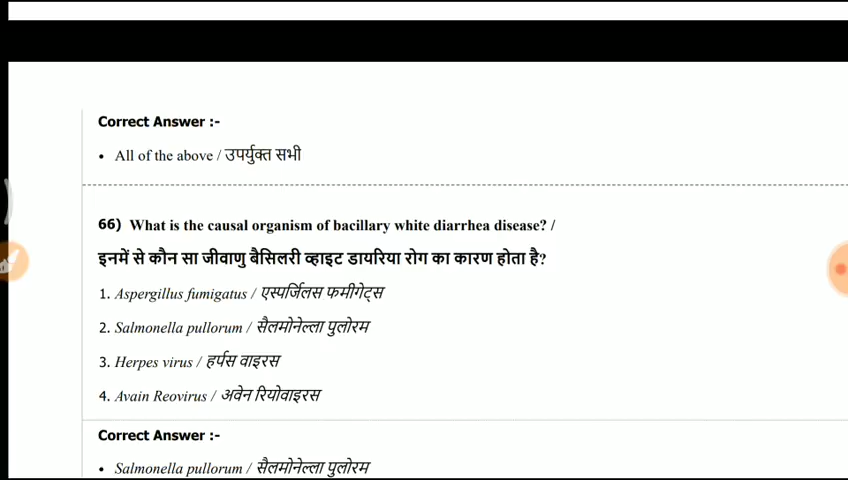 Correct Answer :-
• All of the above / उपर्युक्त सभी
66) What is the causal organism of bacillary white diarrhea disease? /
इनमें से कौन सा जीवाणु बैसिलरी व्हाइट डायरिया रोग का कारण होता है?
1. Aspergillus fumigatus / एस्पर्जिलस फमीगेट्स
2. Salmonella pullorum / सैलमोनेल्ला पुलोरम
3. Herpes virus / हर्पस वाइरस
4. Avain Reovirus / अवेन रियोवाइरस
Correct Answer :-
• Salmonella pullorum / सैलमोनेल्ला पुलोरम